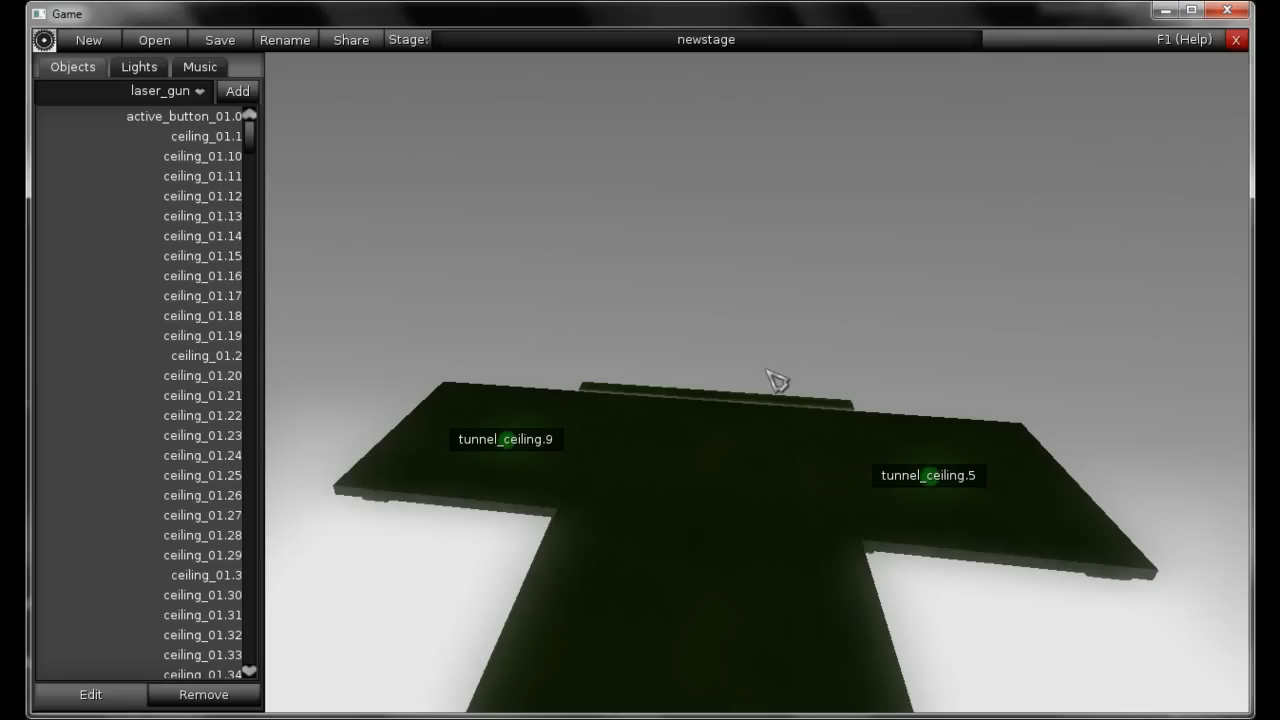 Game
New Open Save Rename Share Stage: newstage F1 (Help) X
Objects Lights Music
laser_gun Add
active_button_01.0
ceiling_01.1
ceiling_01.10
ceiling_01.11
ceiling_01.12
ceiling_01.13
ceiling_01.14
ceiling_01.15
ceiling_01.16
ceiling_01.17
ceiling_01.18
ceiling_01.19
ceiling_01.2
ceiling_01.20
ceiling_01.21
ceiling_01.22
ceiling_01.23
ceiling_01.24
ceiling_01.25
ceiling_01.26
ceiling_01.27
ceiling_01.28
ceiling_01.29
ceiling_01.3
ceiling_01.30
ceiling_01.31
ceiling_01.32
ceiling_01.33
ceiling_01.34
Edit Remove
tunnel_ceiling.9
tunnel_ceiling.5